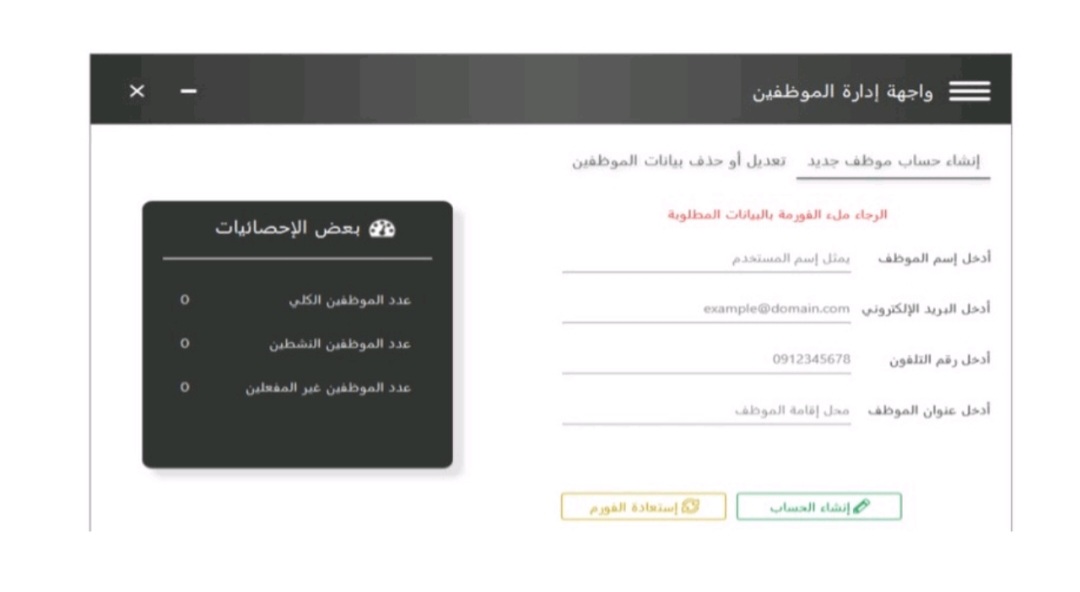 واجهة إدارة الموظفين
إنشاء حساب موظف جديد
تعديل أو حذف بيانات الموظفين
الرجاء ملء الفورمة بالبيانات المطلوبة
أدخل إسم الموظف يمثل إسم المستخدم
أدخل البريد الإلكتروني example@domain.com
أدخل رقم التلفون 0912345678
أدخل عنوان الموظف محل إقامة الموظف
إنشاء الحساب
إستعادة الفورم
بعض الإحصائيات
عدد الموظفين الكلي 0
عدد الموظفين النشطين 0
عدد الموظفين غير المفعلين 0